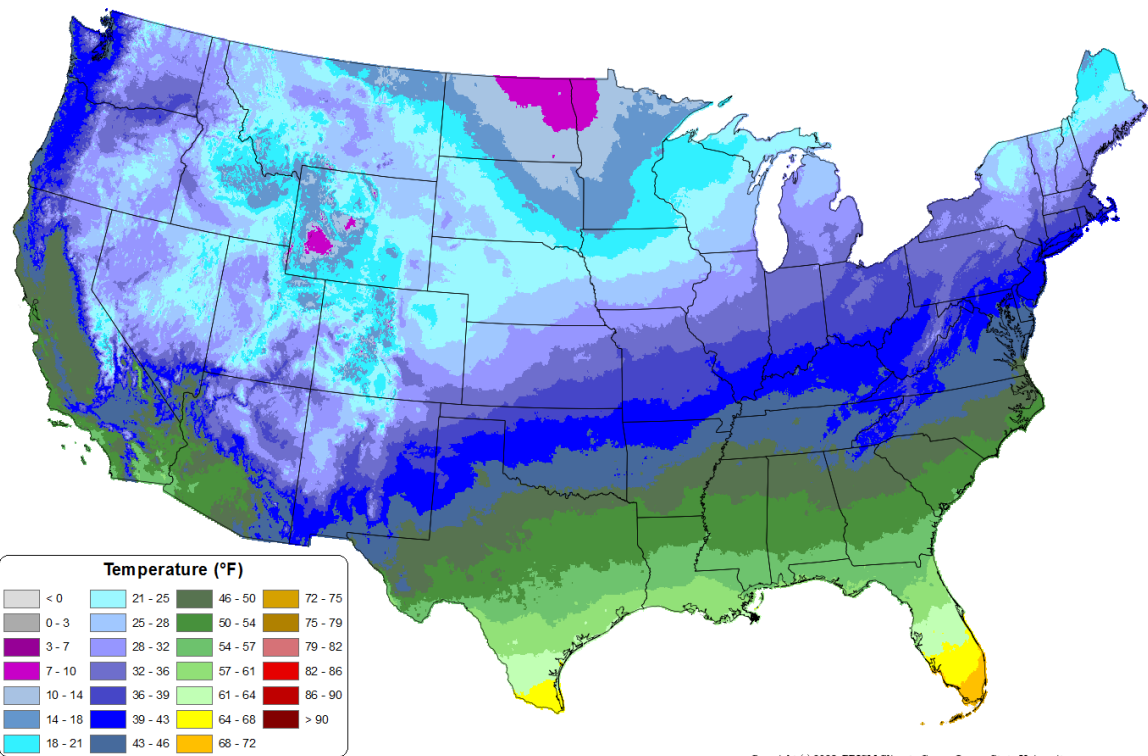 Temperature (°F)
< 0 21 - 25 46 - 50 72 - 75
0 - 3 25 - 28 50 - 54 75 - 79
3 - 7 28 - 32 54 - 57 79 - 82
7 - 10 32 - 36 57 - 61 82 - 86
10 - 14 36 - 39 61 - 64 86 - 90
14 - 18 39 - 43 64 - 68 > 90
18 - 21 43 - 46 68 - 72